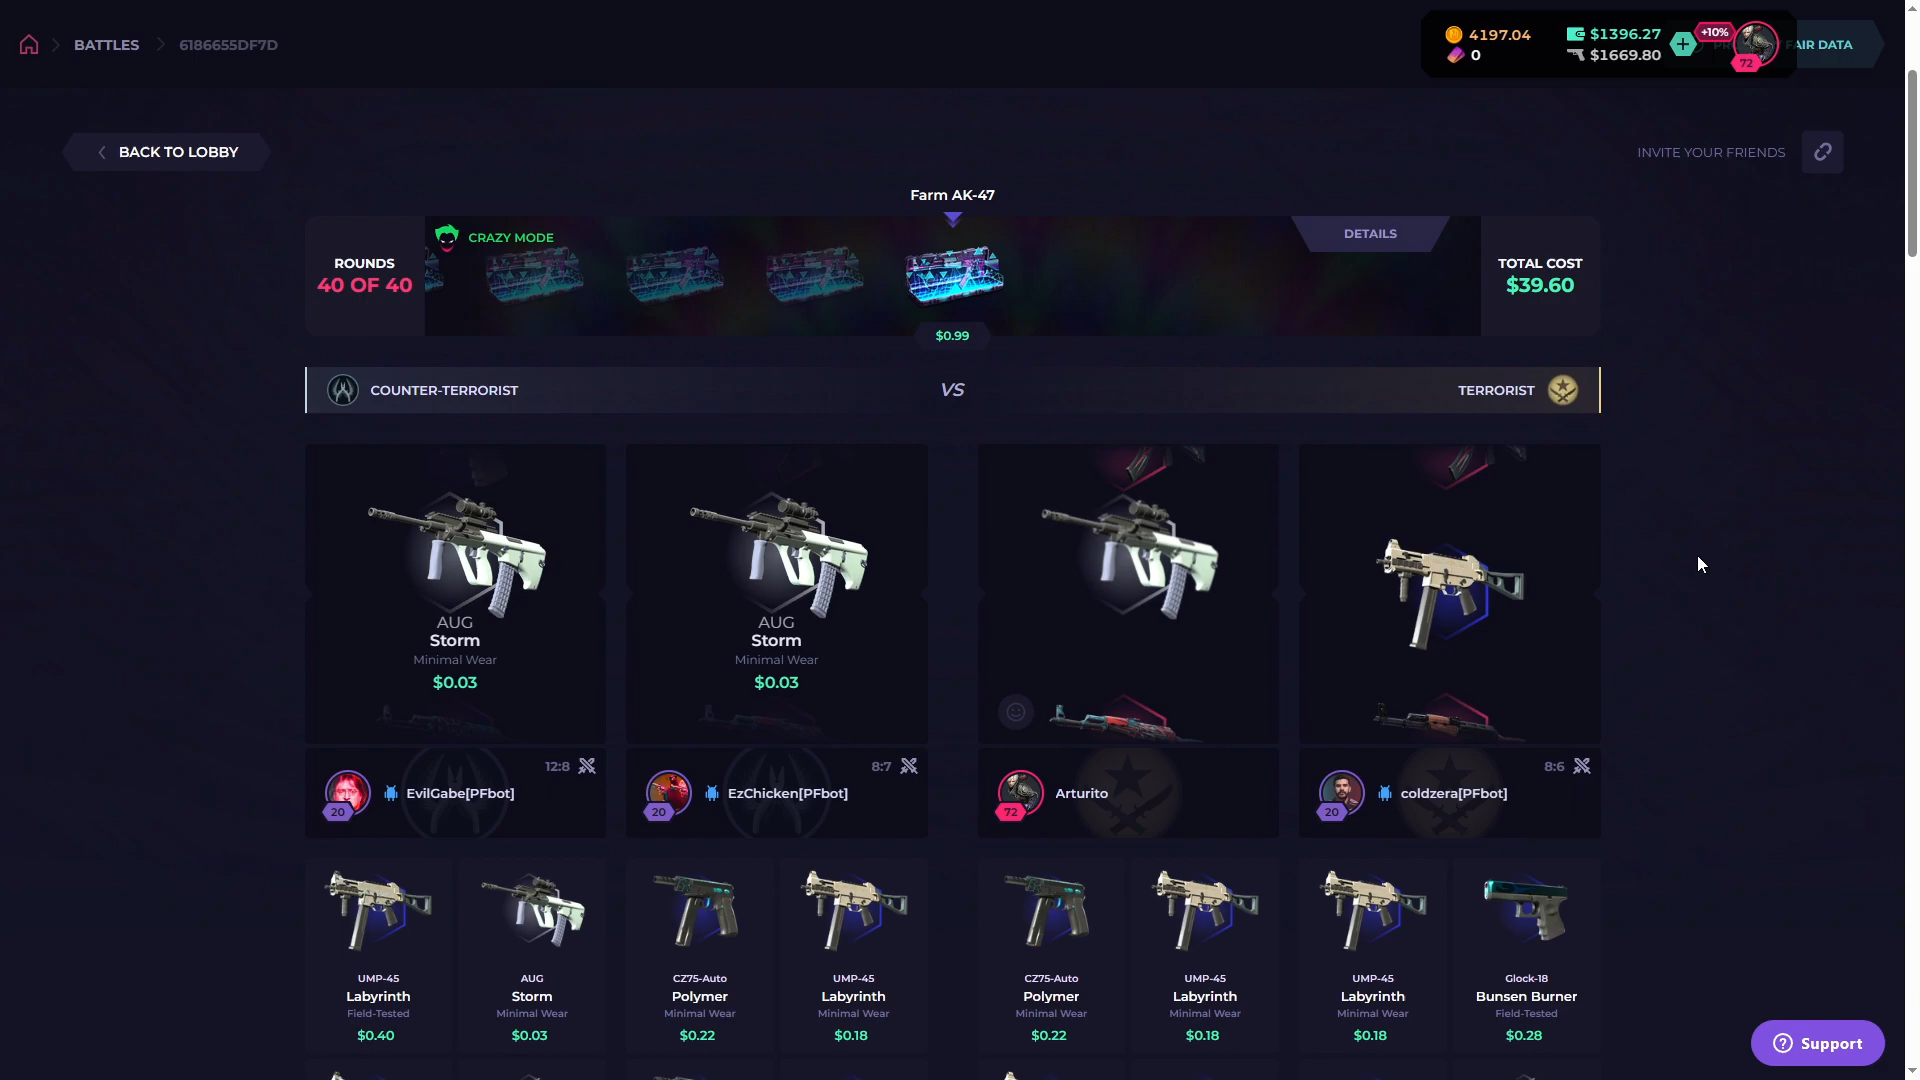 BATTLES
6186655DF7D
4197.04
0
$1396.27
$1669.80
+10%
72
AIR DATA
BACK TO LOBBY
INVITE YOUR FRIENDS
Farm AK-47
CRAZY MODE
DETAILS
ROUNDS
40 OF 40
TOTAL COST
$39.60
$0.99
COUNTER-TERRORIST
VS
TERRORIST
AUG
Storm
Minimal Wear
$0.03
AUG
Storm
Minimal Wear
$0.03
12:8
20
EvilGabe[PFbot]
8:7
20
EzChicken[PFbot]
72
Arturito
8:6
20
coldzera[PFbot]
UMP-45
Labyrinth
Field-Tested
$0.40
AUG
Storm
Minimal Wear
$0.03
CZ75-Auto
Polymer
Minimal Wear
$0.22
UMP-45
Labyrinth
Minimal Wear
$0.18
CZ75-Auto
Polymer
Minimal Wear
$0.22
UMP-45
Labyrinth
Minimal Wear
$0.18
UMP-45
Labyrinth
Minimal Wear
$0.18
Glock-18
Bunsen Burner
Field-Tested
$0.28
Support